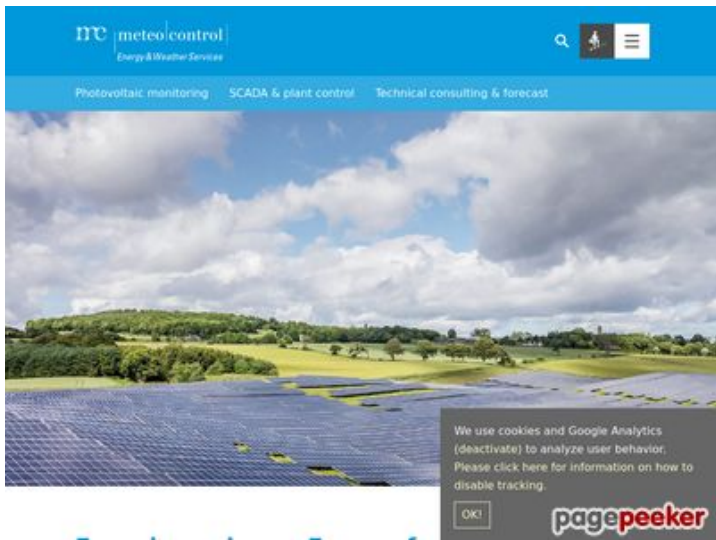 mc meteo control
Energy & Weather Services
Photovoltaic monitoring SCADA & plant control Technical consulting & forecast
We use cookies and Google Analytics
(deactivate) to analyze user behavior.
Please click here for information on how to
disable tracking.
OK!
pagepeeker